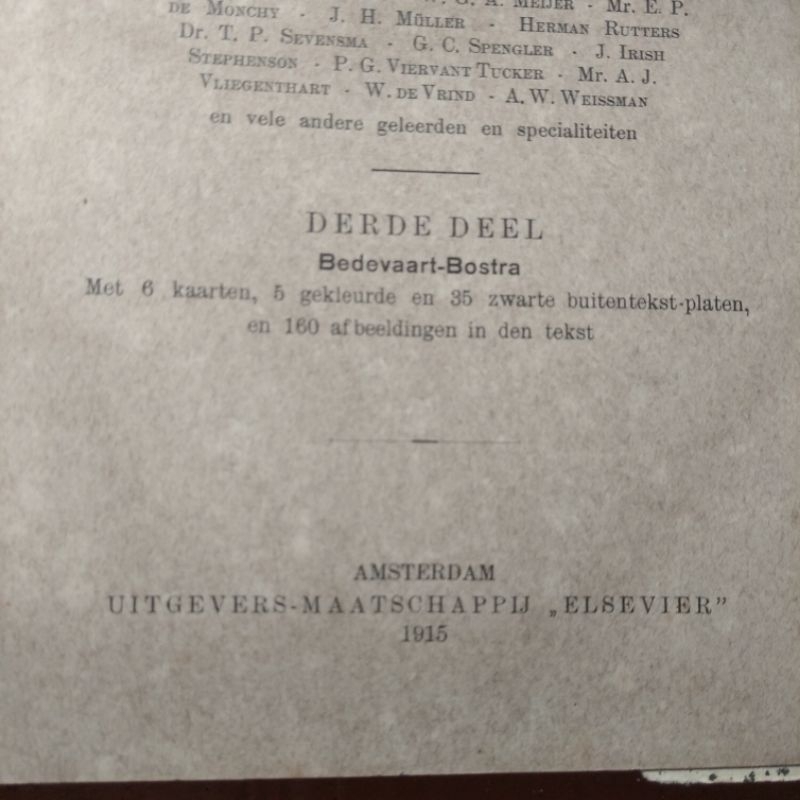 A. MEIJER - Mr. E. P.
DE MONCHY - J. H. MÜLLER - HERMAN RUTTERS
Dr. T. P. SEVENSMA - G. C. SPENGLER - J. IRISH
STEPHENSON - P. G. VIERVANT TUCKER - Mr. A. J.
VLIEGENTHART - W. DE VRIND - A. W. WEISSMAN
en vele andere geleerden en specialiteiten
DERDE DEEL
Bedevaart-Bostra
Met 6 kaarten, 5 gekleurde en 35 zwarte buitentekst-platen,
en 160 afbeeldingen in den tekst
AMSTERDAM
UITGEVERS-MAATSCHAPPIJ „ELSEVIER”
1915